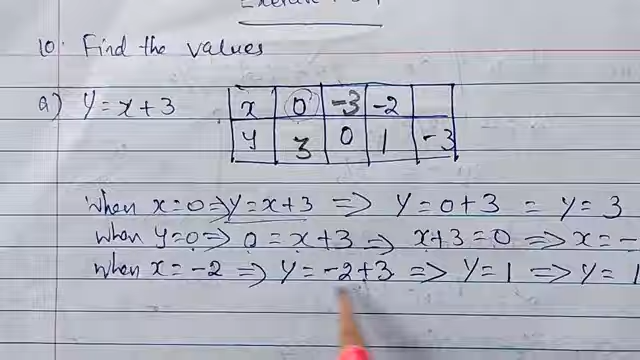 10. Find the values
a) y = x + 3
x 0 -3 -2
y 3 0 1 -3
When x=0 ⇒ y = x+3 ⇒ y = 0+3 = y = 3
when y=0 ⇒ 0 = x+3 ⇒ x+3 = 0 ⇒ x = -
when x = -2 ⇒ y = -2+3 ⇒ y = 1 ⇒ y = 1